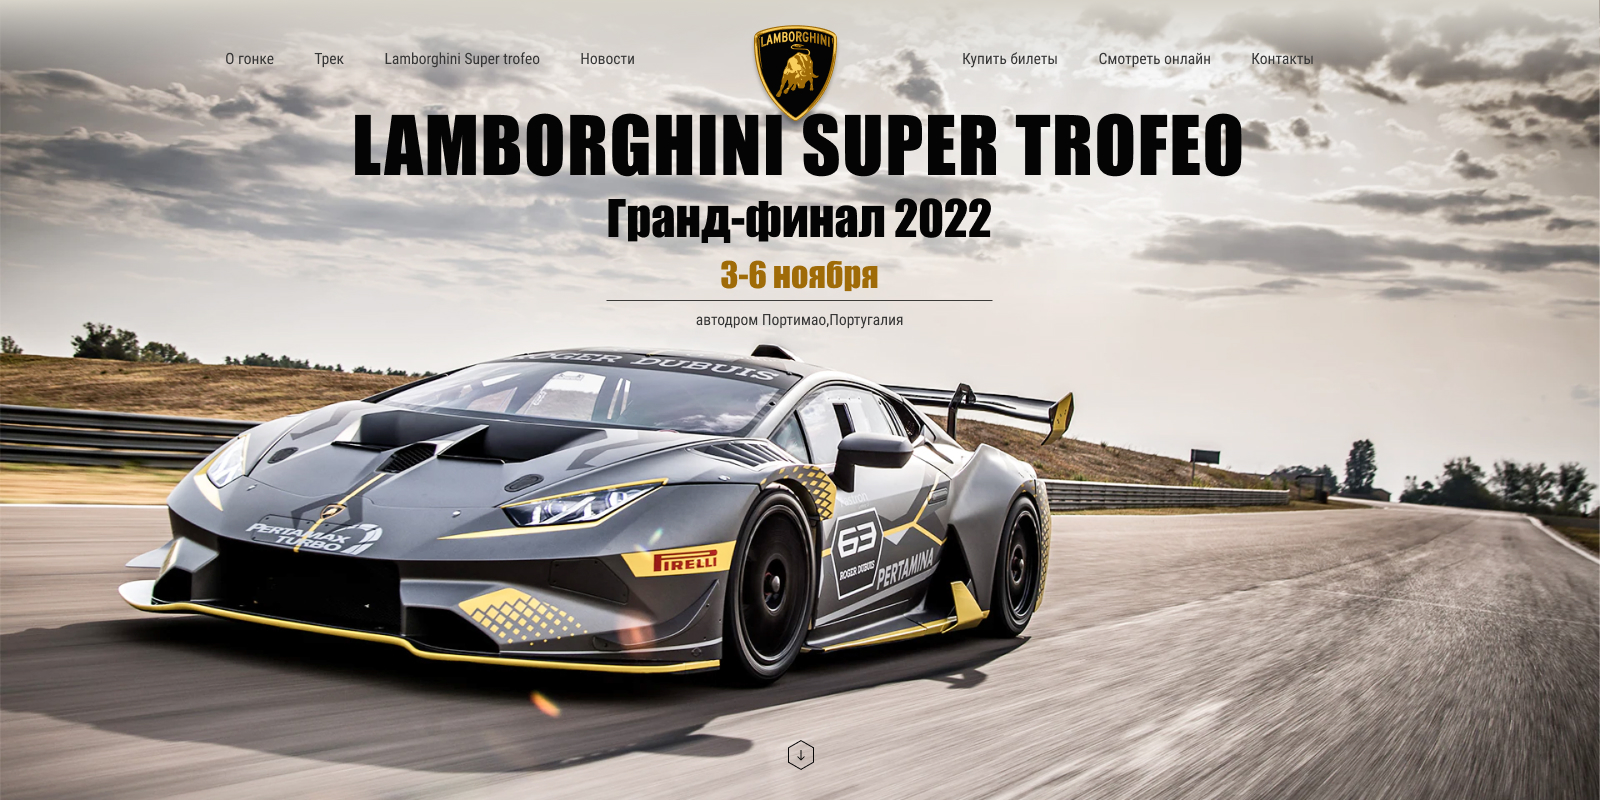 О гонке
Трек
Lamborghini Super trofeo
Новости
LAMBORGHINI
Купить билеты
Смотреть онлайн
Контакты
LAMBORGHINI SUPER TROFEO
Гранд-финал 2022
3-6 ноября
автодром Портимао,Португалия
ROGER DUBUIS
PERTAMAX
TURBO
PIRELLI
63
ROGER DUBUIS
PERTAMINA